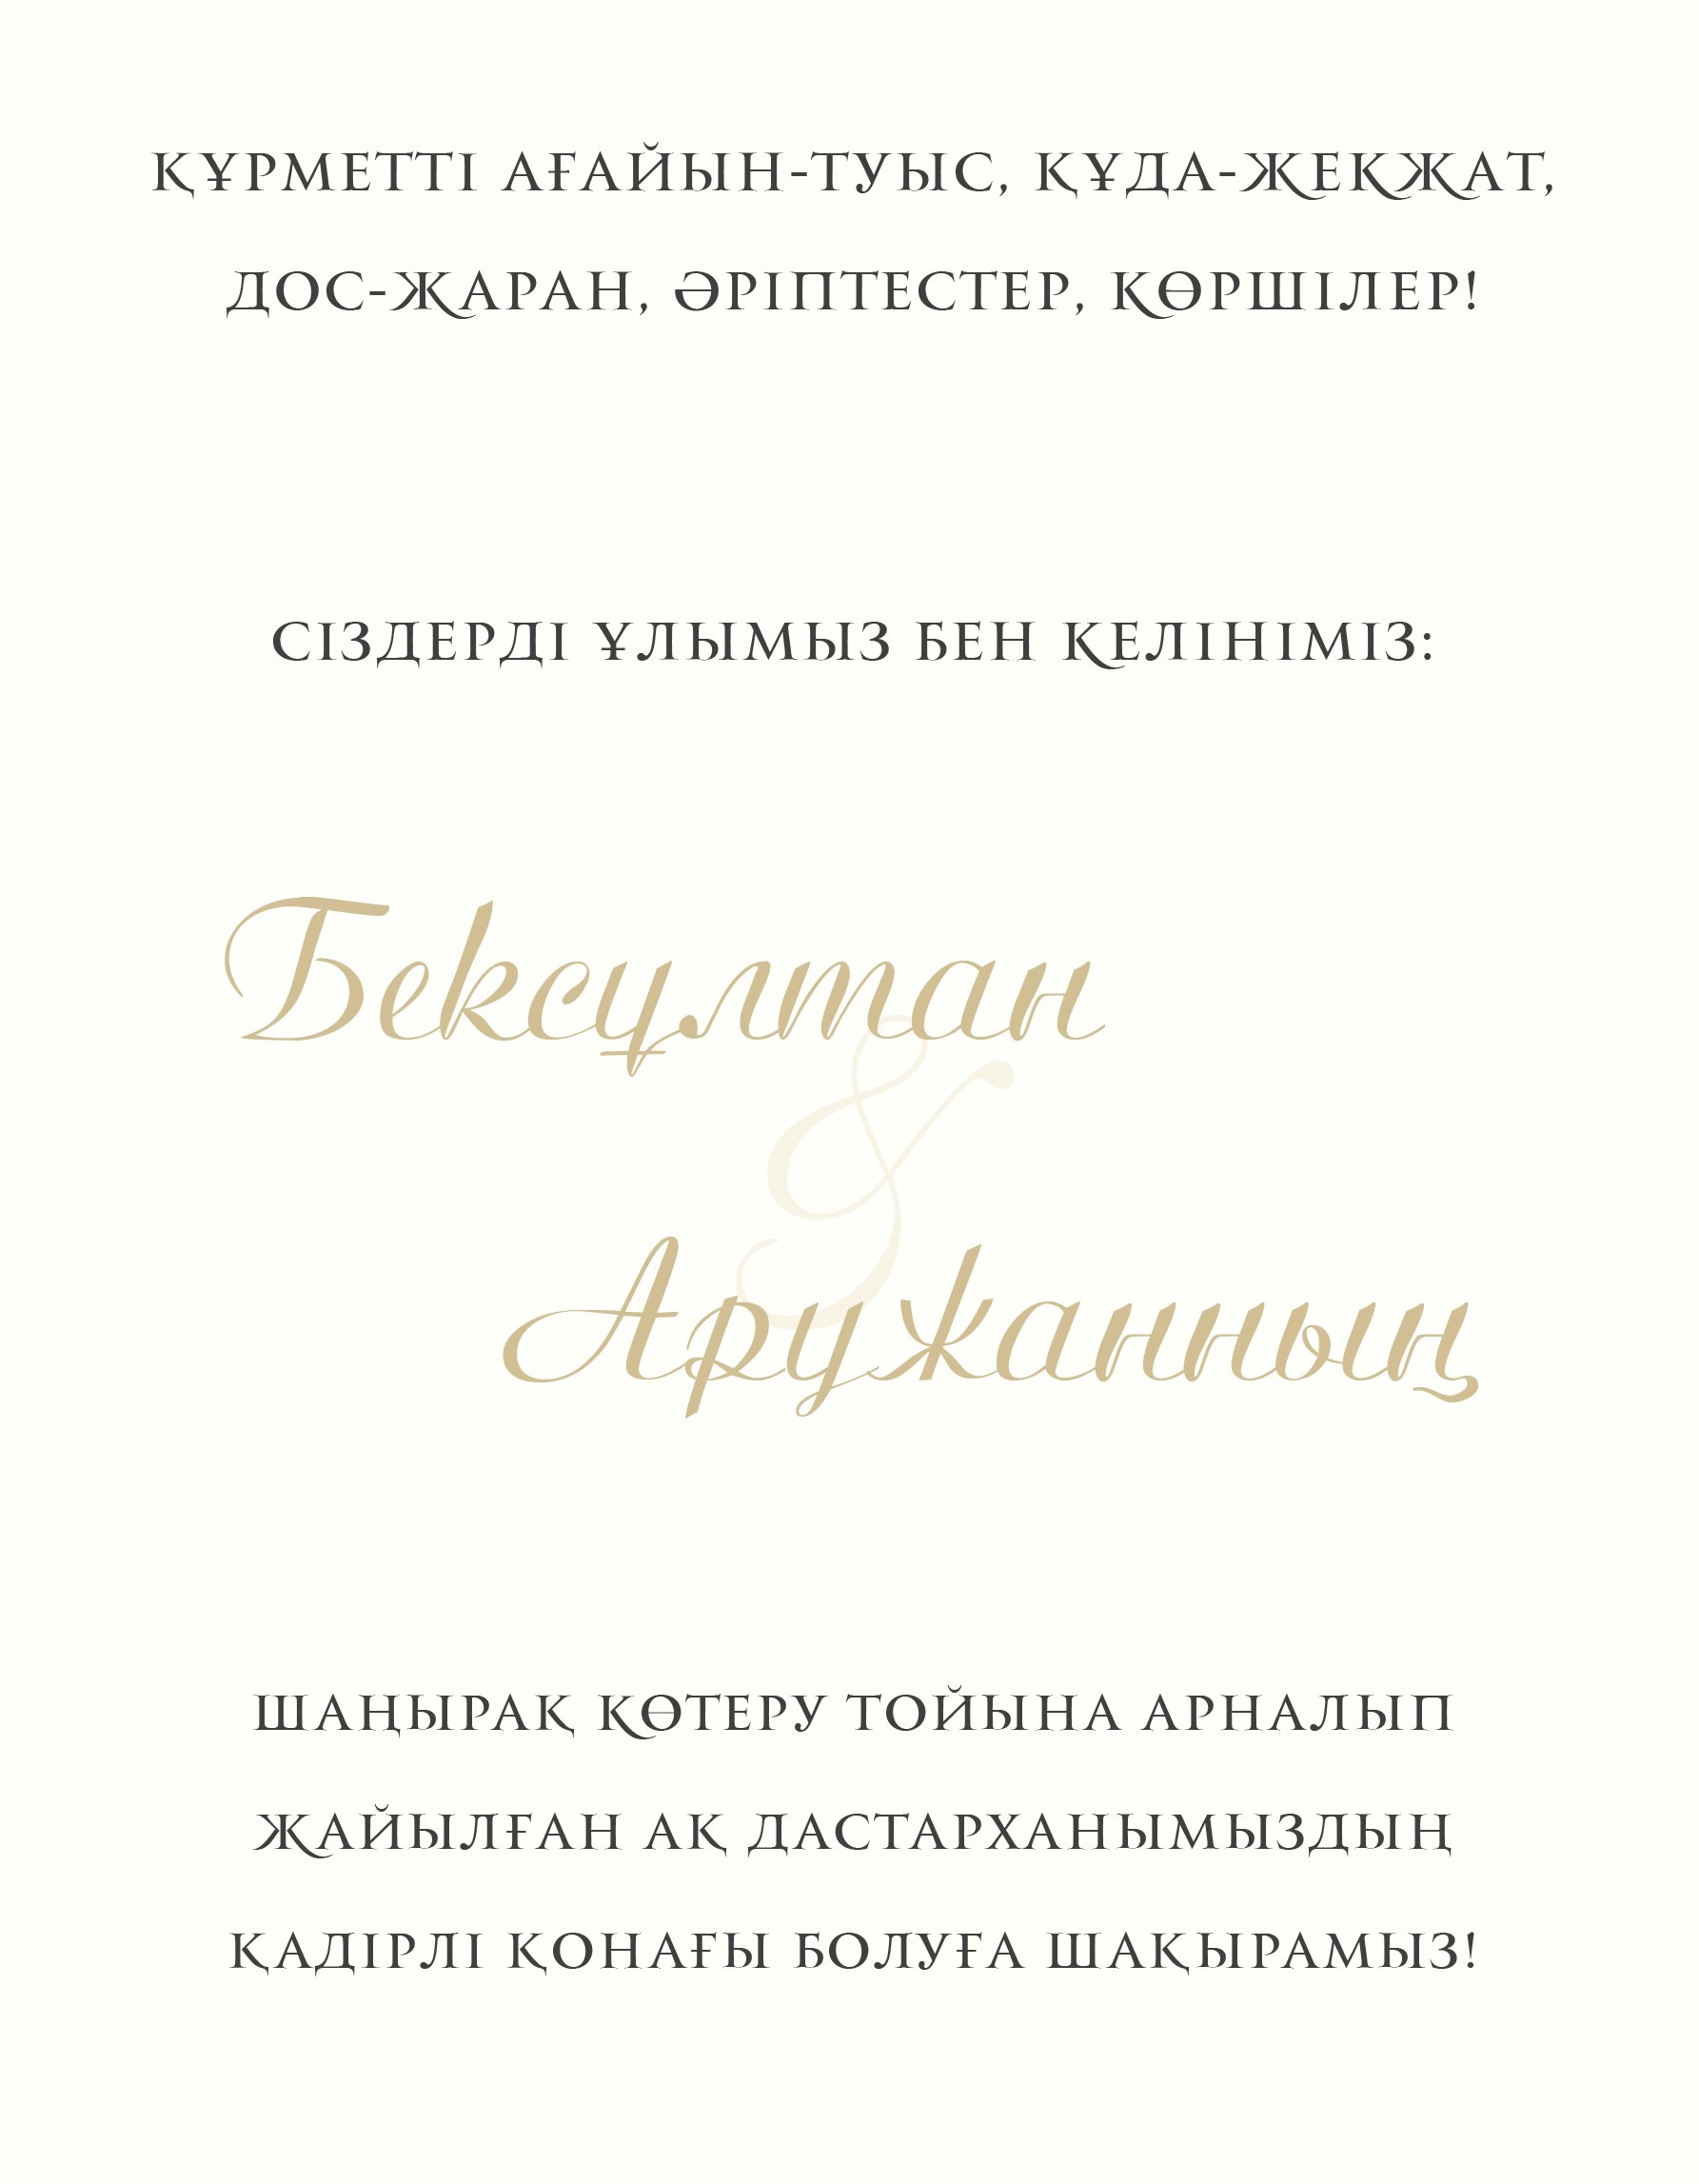 ҚҰРМЕТТІ АҒАЙЫН-ТУЫС, ҚҰДА-ЖЕКЖАТ,
ДОС-ЖАРАН, ӘРІПТЕСТЕР, КӨРШІЛЕР!
СІЗДЕРДІ ҰЛЫМЫЗ БЕН КЕЛІНІМІЗ:
Бексұлтан
&
Аружанның
ШАҢЫРАҚ КӨТЕРУ ТОЙЫНА АРНАЛЫП
ЖАЙЫЛҒАН АҚ ДАСТАРХАНЫМЫЗДЫҢ
ҚАДІРЛІ ҚОНАҒЫ БОЛУҒА ШАҚЫРАМЫЗ!